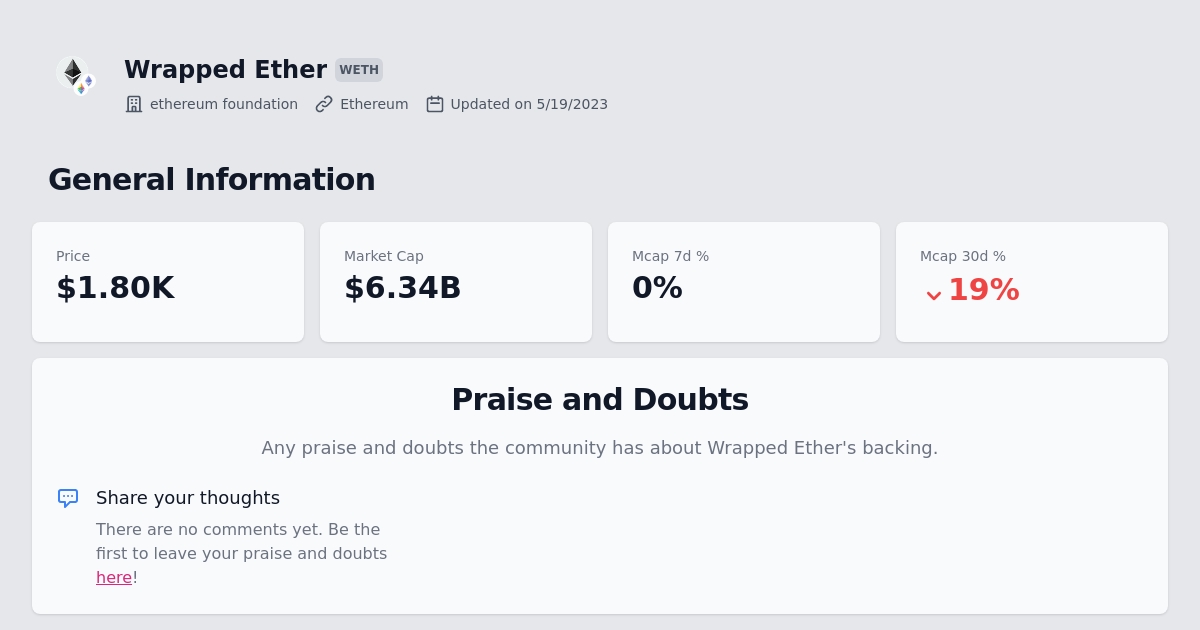 Wrapped Ether WETH
ethereum foundation Ethereum Updated on 5/19/2023
General Information
Price
$1.80K
Market Cap
$6.34B
Mcap 7d %
0%
Mcap 30d %
19%
Praise and Doubts
Any praise and doubts the community has about Wrapped Ether's backing.
Share your thoughts
There are no comments yet. Be the
first to leave your praise and doubts
here!